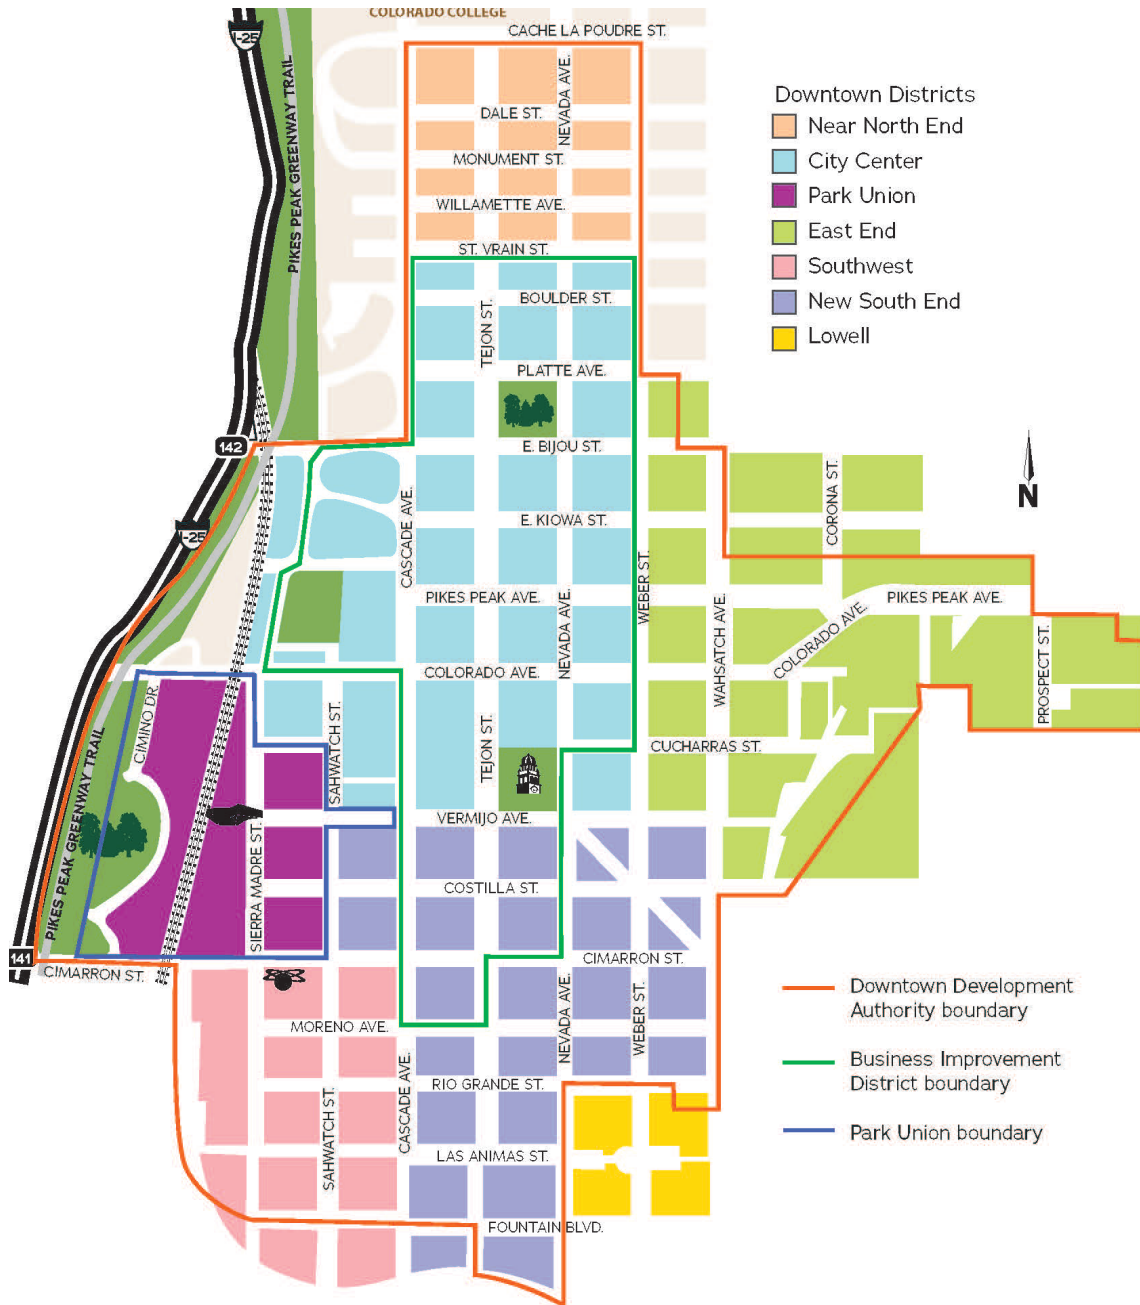 COLORADO COLLEGE
CACHE LA POUDRE ST.
I-25
PIKES PEAK GREENWAY TRAIL
NEVADA AVE.
DALE ST.
MONUMENT ST.
WILLAMETTE AVE.
ST. VRAIN ST.
BOULDER ST.
TEJON ST.
PLATTE AVE.
E. BIJOU ST.
142
CASCADE AVE.
E. KIOWA ST.
I-25
CORONA ST.
PIKES PEAK AVE.
NEVADA AVE.
WEBER ST.
WAHSATCH AVE.
COLORADO AVE.
PIKES PEAK AVE.
PROSPECT ST.
COLORADO AVE.
CIMINO DR.
SAHWATCH ST.
TEJON ST.
CUCHARRAS ST.
PIKES PEAK GREENWAY TRAIL
VERMIJO AVE.
SIERRA MADRE ST.
COSTILLA ST.
141
CIMARRON ST.
CIMARRON ST.
MORENO AVE.
NEVADA AVE.
WEBER ST.
CASCADE AVE.
RIO GRANDE ST.
SAHWATCH ST.
LAS ANIMAS ST.
FOUNTAIN BLVD.
Downtown Districts
Near North End
City Center
Park Union
East End
Southwest
New South End
Lowell
N
Downtown Development
Authority boundary
Business Improvement
District boundary
Park Union boundary